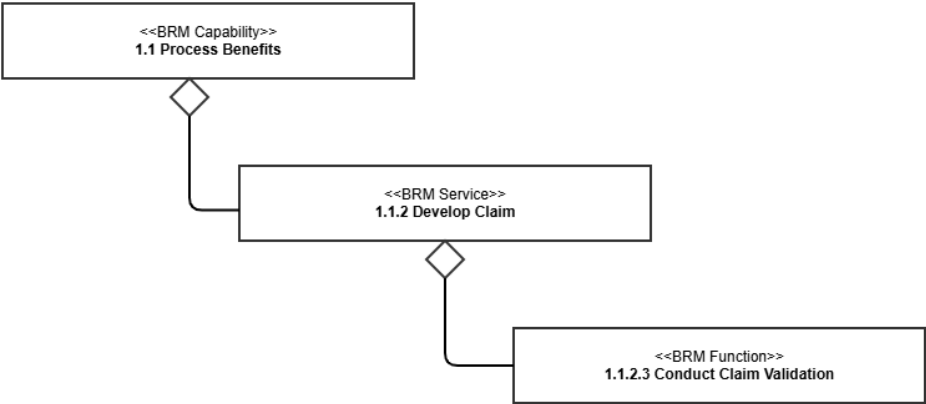 <<BRM Capability>>
1.1 Process Benefits
<<BRM Service>>
1.1.2 Develop Claim
<<BRM Function>>
1.1.2.3 Conduct Claim Validation